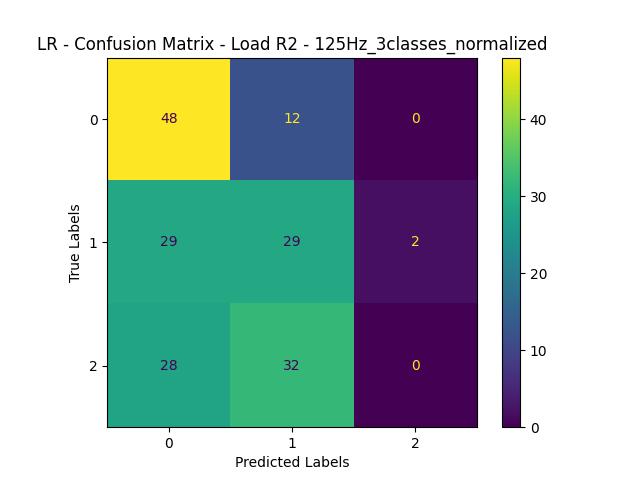 LR - Confusion Matrix - Load R2 - 125Hz_3classes_normalized
0 48 12 0 40
30
1 29 29 2
20
10
2 28 32 0
0
0 1 2
Predicted Labels
True Labels